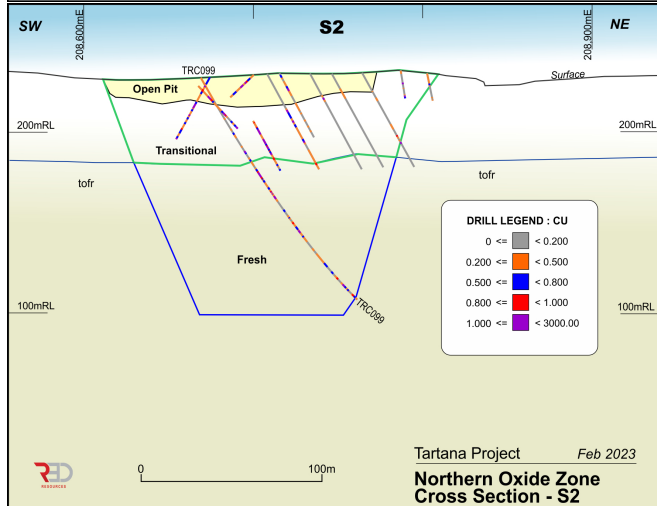 SW
208,600mE
S2
208,900mE
NE
TRC099
Surface
Open Pit
200mRL
200mRL
Transitional
tofr
tofr
DRILL LEGEND : CU
0 <= < 0.200
0.200 <= < 0.500
0.500 <= < 0.800
0.800 <= < 1.000
1.000 <= < 3000.00
Fresh
TRC099
100mRL
100mRL
RED
RESOURCES
0 100m
Tartana Project Feb 2023
Northern Oxide Zone
Cross Section - S2